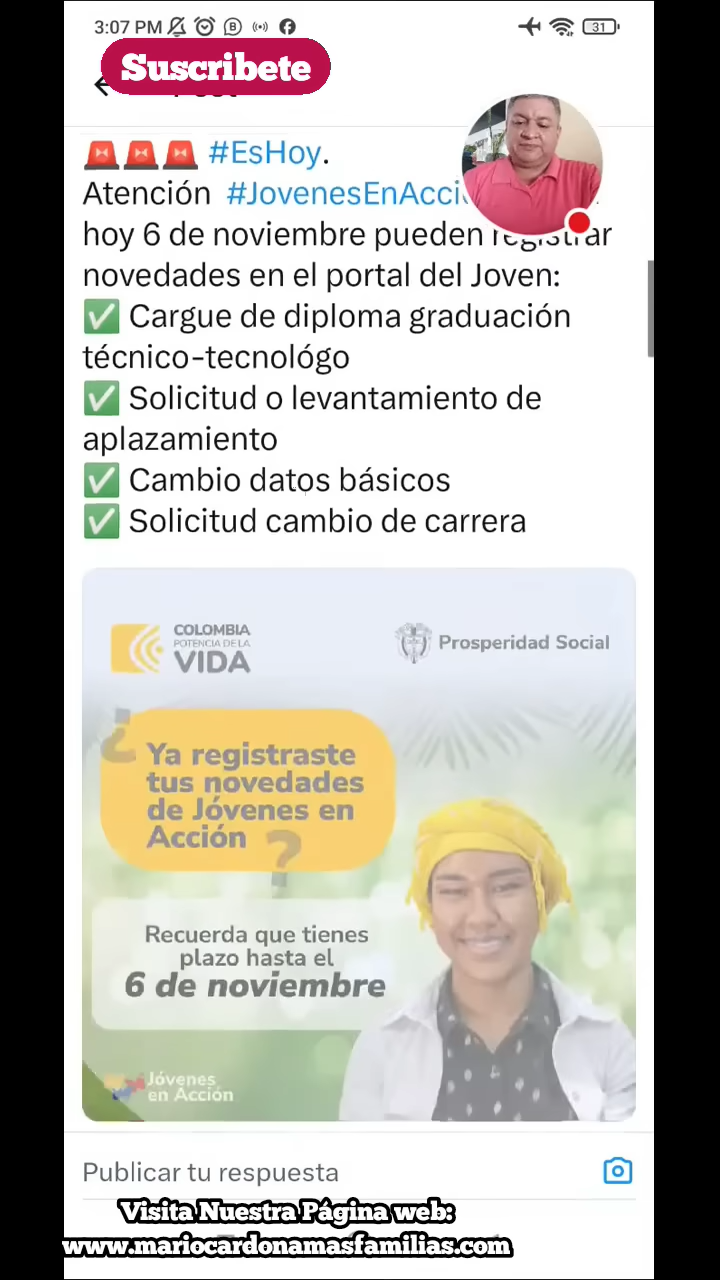 3:07 PM
31
Suscribete
#EsHoy.
Atención #JovenesEnAcci
hoy 6 de noviembre pueden registrar
novedades en el portal del Joven:
✅ Cargue de diploma graduación
técnico-tecnológo
✅ Solicitud o levantamiento de
aplazamiento
✅ Cambio datos básicos
✅ Solicitud cambio de carrera
COLOMBIA
POTENCIA DE LA
VIDA
Prosperidad Social
¿Ya registraste
tus novedades
de Jóvenes en
Acción?
Recuerda que tienes
plazo hasta el
6 de noviembre
Jóvenes
en Acción
Publicar tu respuesta
Visita Nuestra Página web:
www.mariocardonamasfamilias.com